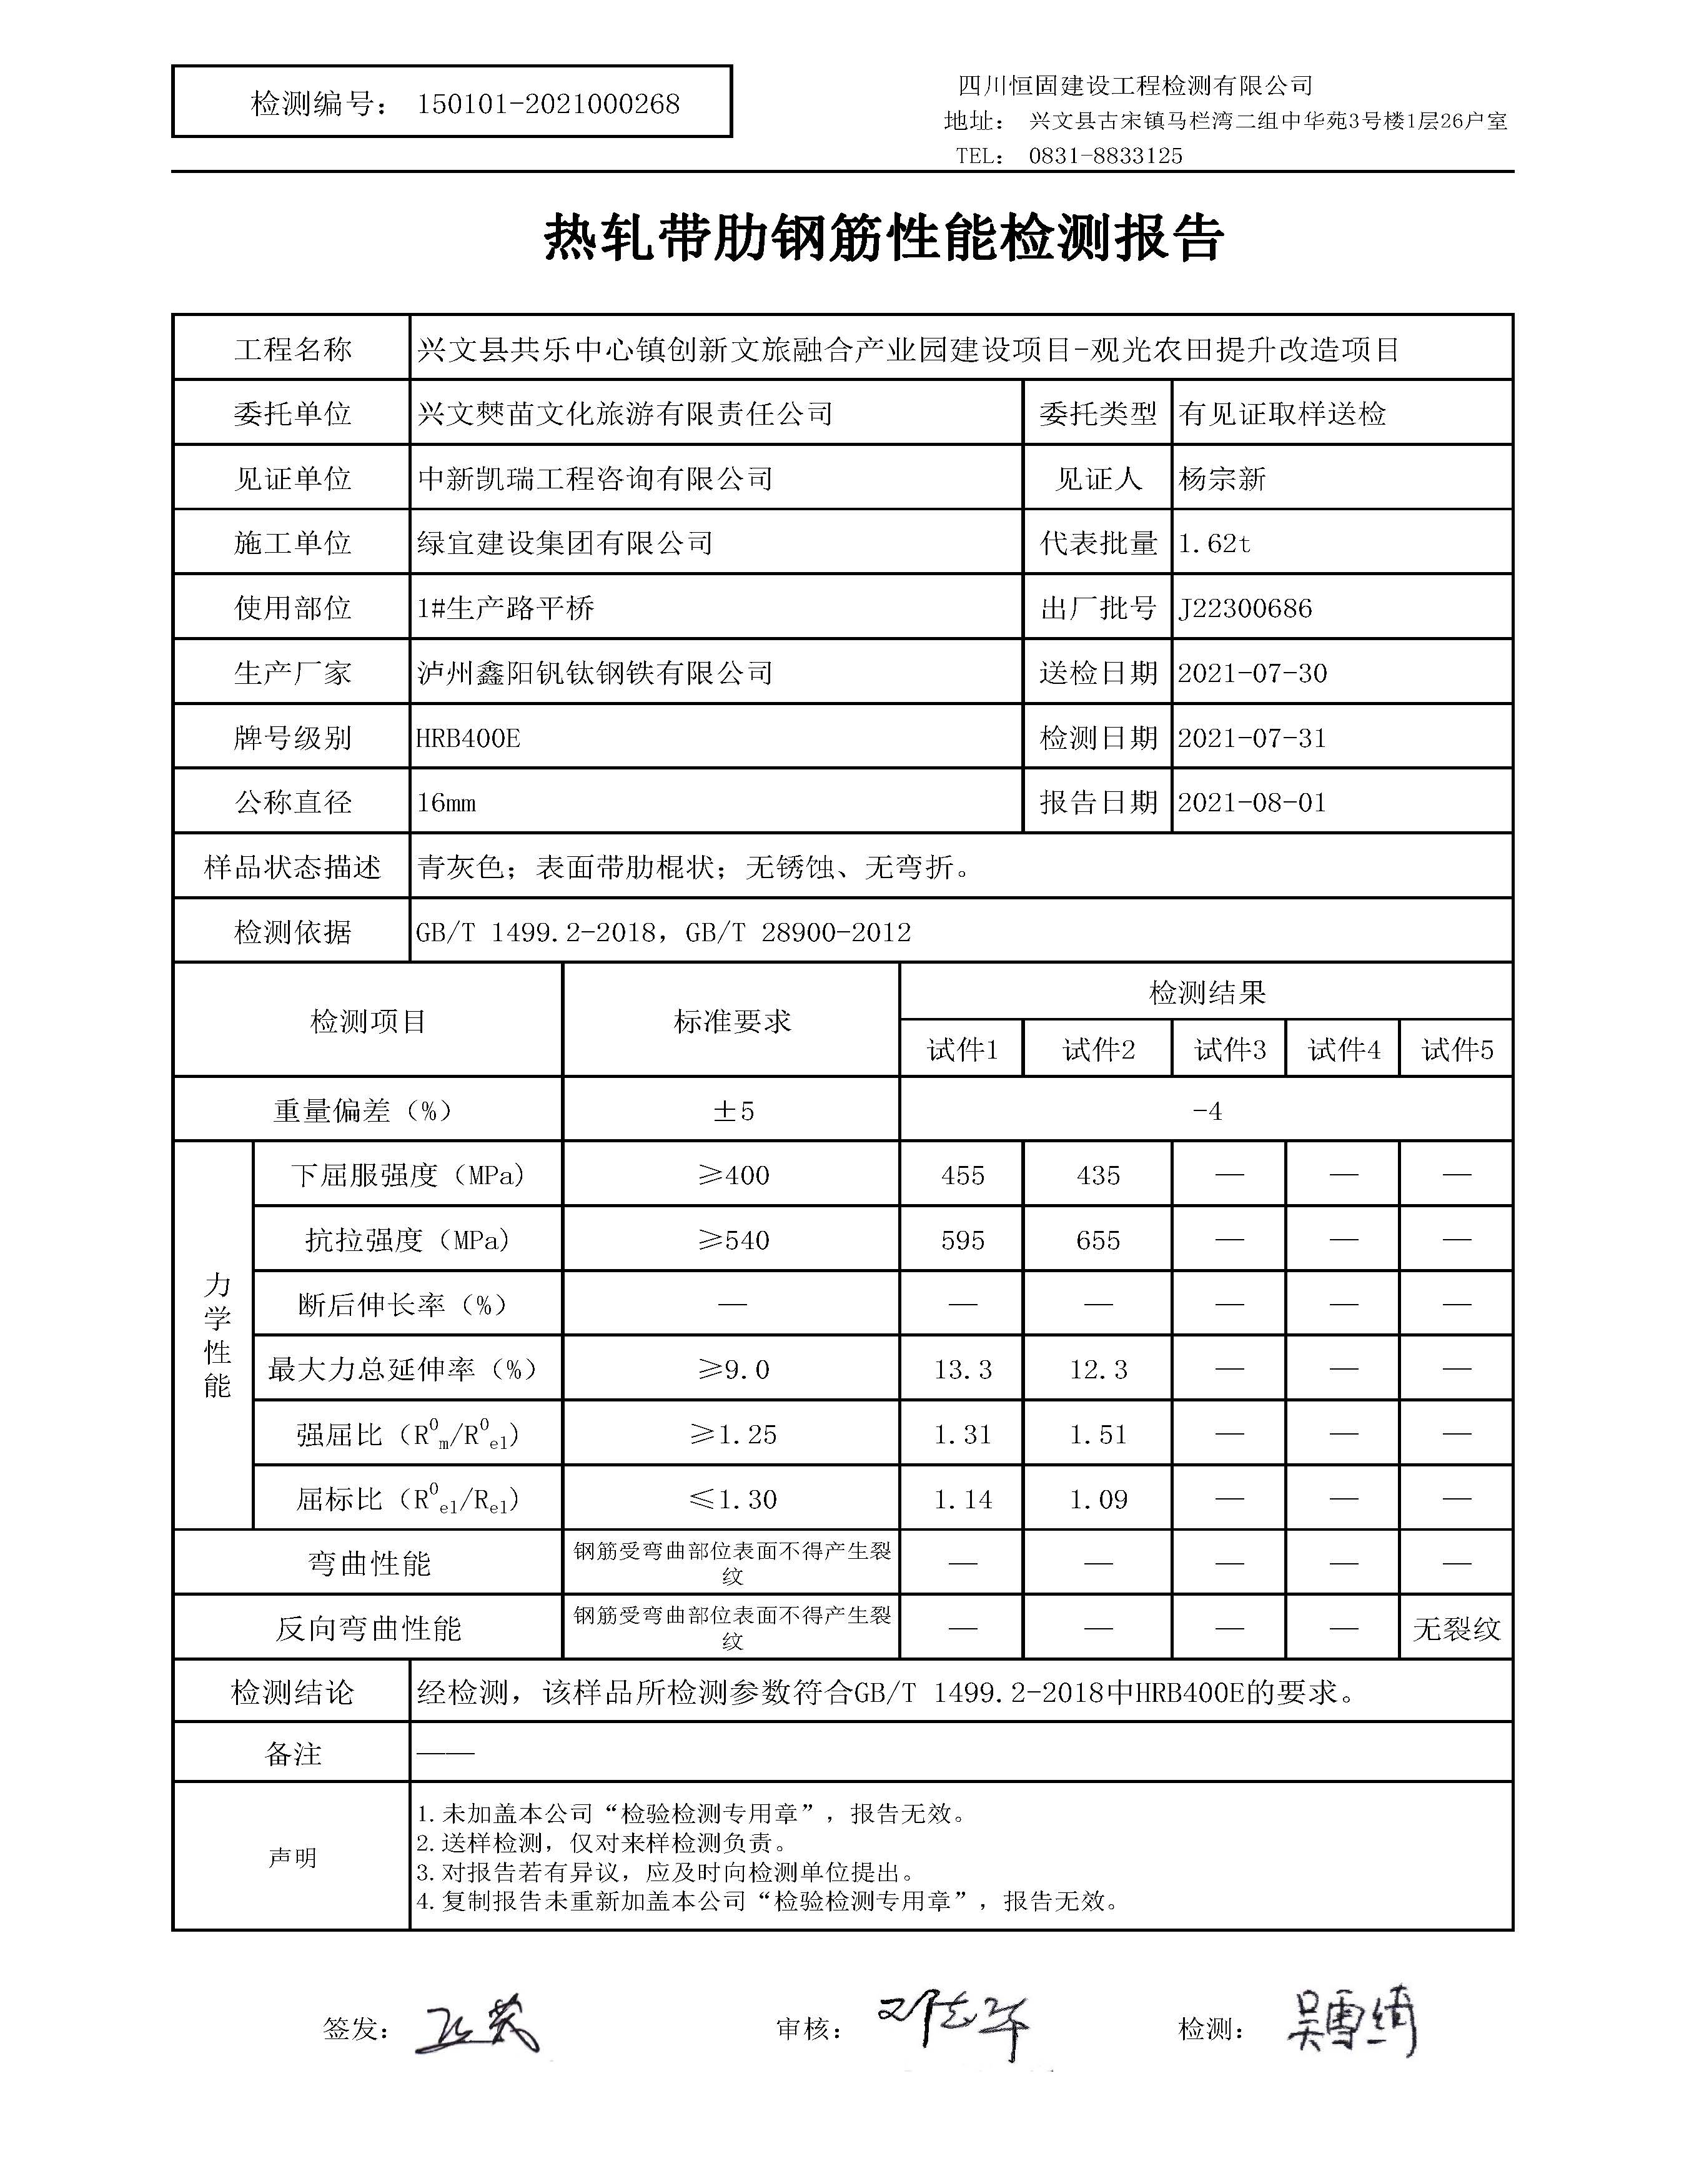 检测编号: 150101-2021000268
四川恒固建设工程检测有限公司
地址: 兴文县古宋镇马栏湾二组中华苑3号楼1层26户室
TEL: 0831-8833125
热轧带肋钢筋性能检测报告
工程名称 兴文县共乐中心镇创新文旅融合产业园建设项目-观光农田提升改造项目
委托单位 兴文僰苗文化旅游有限责任公司 委托类型 有见证取样送检
见证单位 中新凯瑞工程咨询有限公司 见证人 杨宗新
施工单位 绿宜建设集团有限公司 代表批量 1.62t
使用部位 1#生产路平桥 出厂批号 J22300686
生产厂家 泸州鑫阳钒钛钢铁有限公司 送检日期 2021-07-30
牌号级别 HRB400E 检测日期 2021-07-31
公称直径 16mm 报告日期 2021-08-01
样品状态描述 青灰色；表面带肋棍状；无锈蚀、无弯折。
检测依据 GB/T 1499.2-2018，GB/T 28900-2012
检测项目 标准要求 检测结果
试件1 试件2 试件3 试件4 试件5
重量偏差（%） ±5 -4
力学性能
下屈服强度（MPa） ≥400 455 435 — — —
抗拉强度（MPa） ≥540 595 655 — — —
断后伸长率（%） — — — — — —
最大力总延伸率（%） ≥9.0 13.3 12.3 — — —
强屈比（R⁰m/R⁰el） ≥1.25 1.31 1.51 — — —
屈标比（R⁰el/Rel） ≤1.30 1.14 1.09 — — —
弯曲性能 钢筋受弯曲部位表面不得产生裂纹 — — — — —
反向弯曲性能 钢筋受弯曲部位表面不得产生裂纹 — — — — 无裂纹
检测结论 经检测，该样品所检测参数符合GB/T 1499.2-2018中HRB400E的要求。
备注 ——
声明
1.未加盖本公司“检验检测专用章”，报告无效。
2.送样检测，仅对来样检测负责。
3.对报告若有异议，应及时向检测单位提出。
4.复制报告未重新加盖本公司“检验检测专用章”，报告无效。
签发: 审核: 邓志华 检测: 吴雪绮